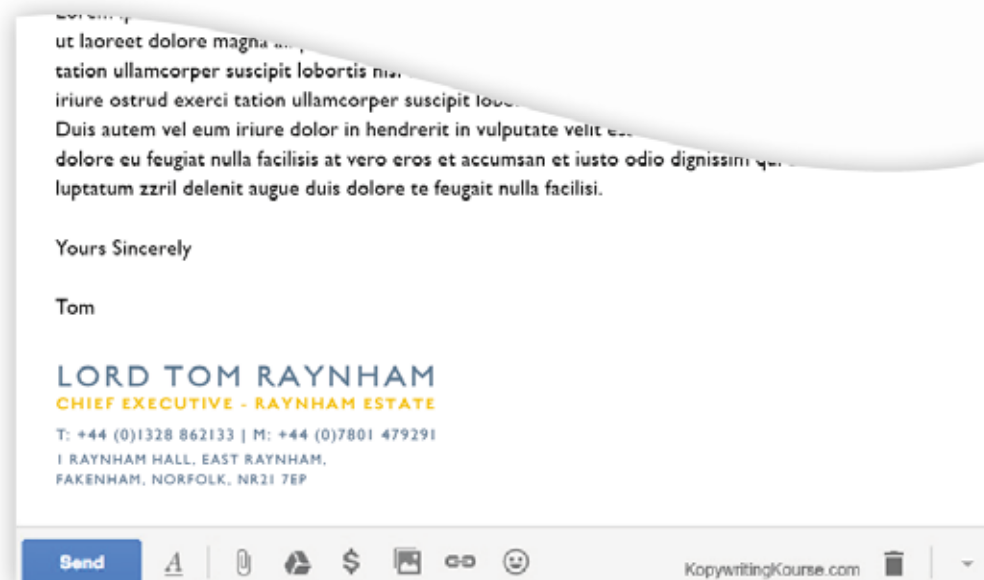 ut laoreet dolore magna
tation ullamcorper suscipit lobortis
iriure ostrud exerci tation ullamcorper suscipit
Duis autem vel eum iriure dolor in hendrerit in vulputate velit
dolore eu feugiat nulla facilisis at vero eros et accumsan et iusto odio dignissim
luptatum zzril delenit augue duis dolore te feugait nulla facilisi.
Yours Sincerely
Tom
LORD TOM RAYNHAM
CHIEF EXECUTIVE - RAYNHAM ESTATE
T: +44 (0)1328 862133 | M: +44 (0)7801 479291
1 RAYNHAM HALL, EAST RAYNHAM,
FAKENHAM, NORFOLK, NR21 7EP
Send A $ KopywritingKourse.com